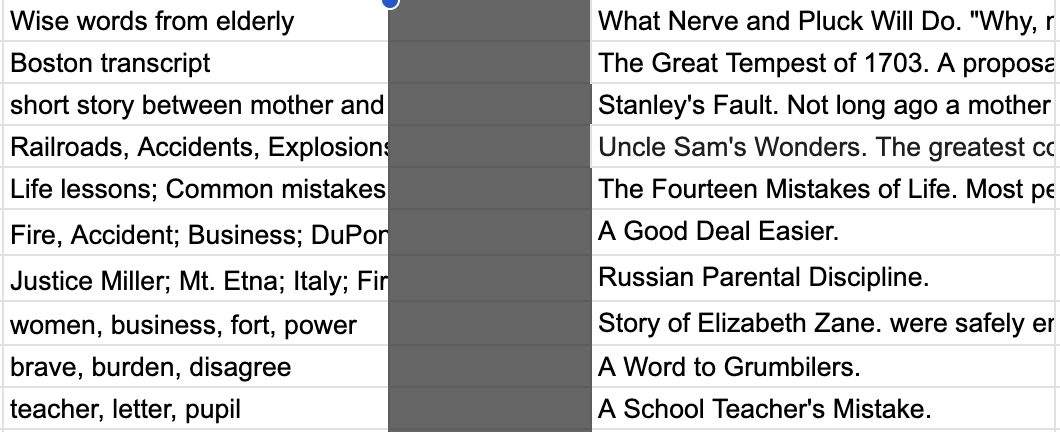 Wise words from elderly What Nerve and Pluck Will Do. "Why,
Boston transcript The Great Tempest of 1703. A proposa
short story between mother and Stanley's Fault. Not long ago a mother
Railroads, Accidents, Explosions Uncle Sam's Wonders. The greatest co
Life lessons; Common mistakes The Fourteen Mistakes of Life. Most pe
Fire, Accident; Business; DuPon A Good Deal Easier.
Justice Miller; Mt. Etna; Italy; Fir Russian Parental Discipline.
women, business, fort, power Story of Elizabeth Zane. were safely en
brave, burden, disagree A Word to Grumbilers.
teacher, letter, pupil A School Teacher's Mistake.